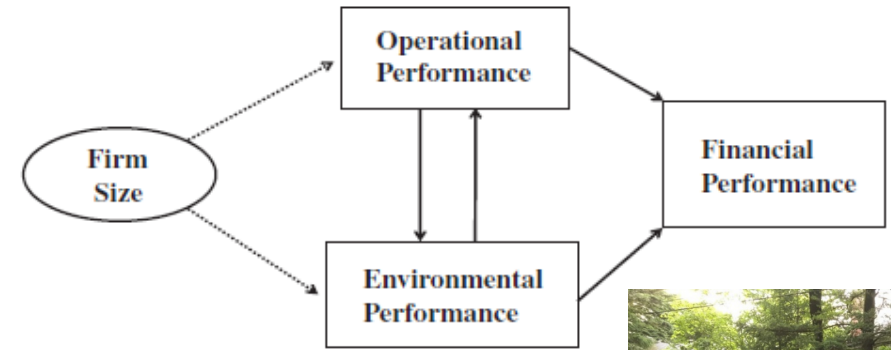 Operational
Performance
Firm
Size
Financial
Performance
Environmental
Performance